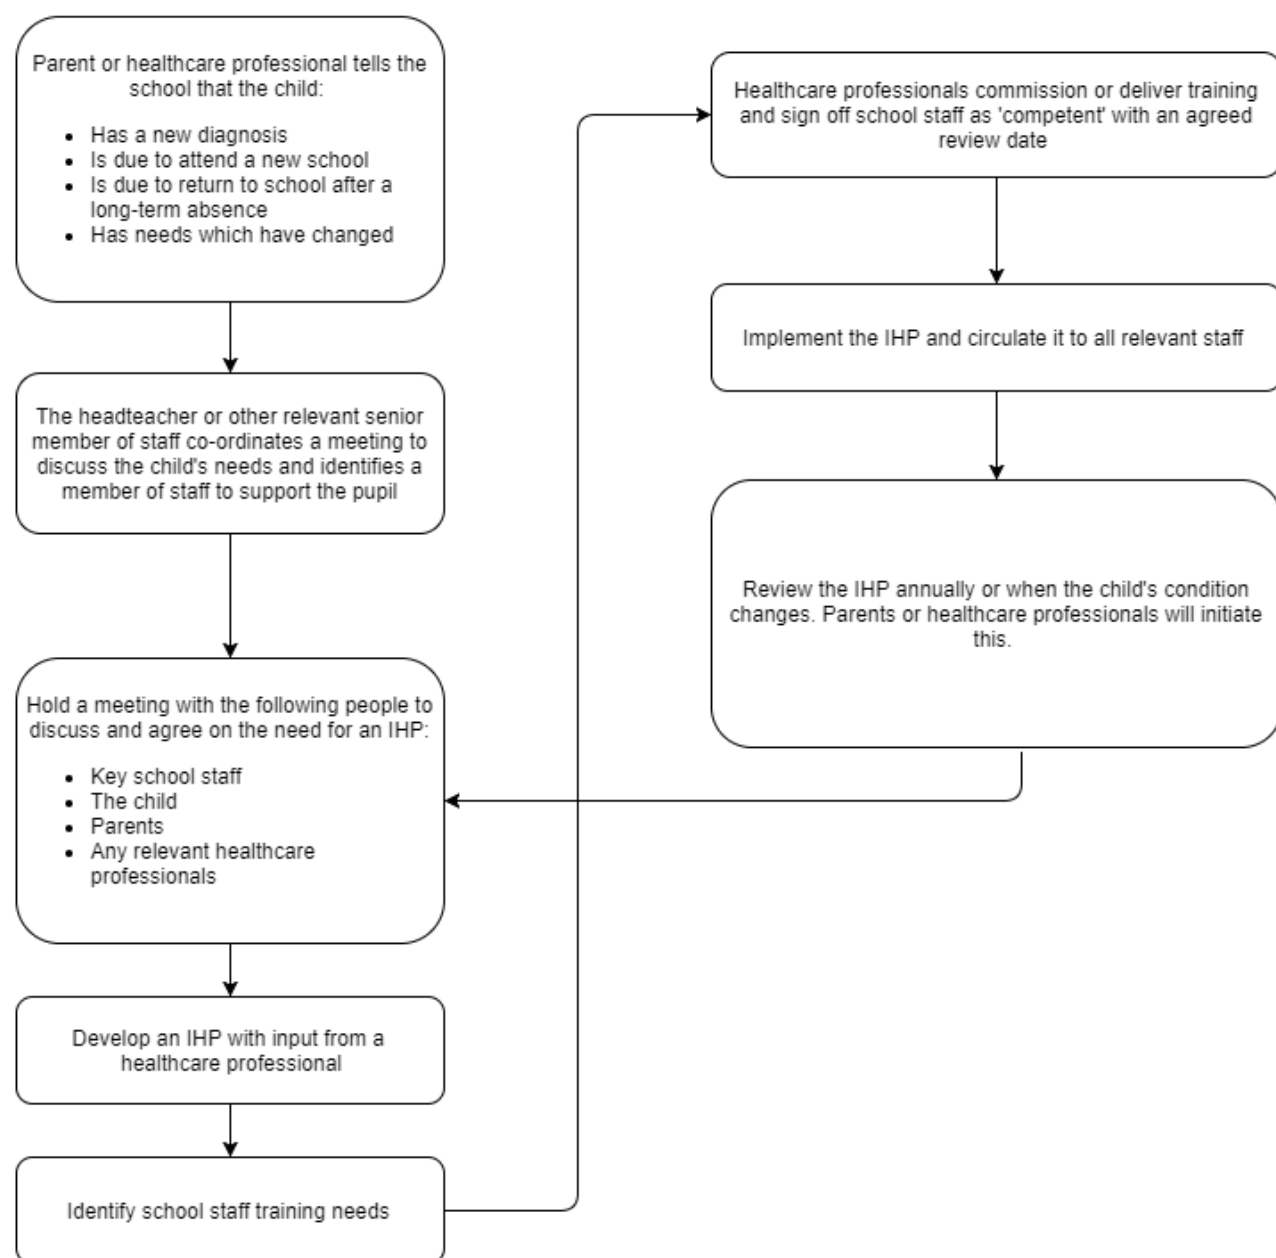 Parent or healthcare professional tells the
school that the child:
• Has a new diagnosis
• Is due to attend a new school
• Is due to return to school after a
long-term absence
• Has needs which have changed
The headteacher or other relevant senior
member of staff co-ordinates a meeting to
discuss the child's needs and identifies a
member of staff to support the pupil
Hold a meeting with the following people to
discuss and agree on the need for an IHP:
• Key school staff
• The child
• Parents
• Any relevant healthcare
professionals
Develop an IHP with input from a
healthcare professional
Identify school staff training needs
Healthcare professionals commission or deliver training
and sign off school staff as 'competent' with an agreed
review date
Implement the IHP and circulate it to all relevant staff
Review the IHP annually or when the child's condition
changes. Parents or healthcare professionals will initiate
this.